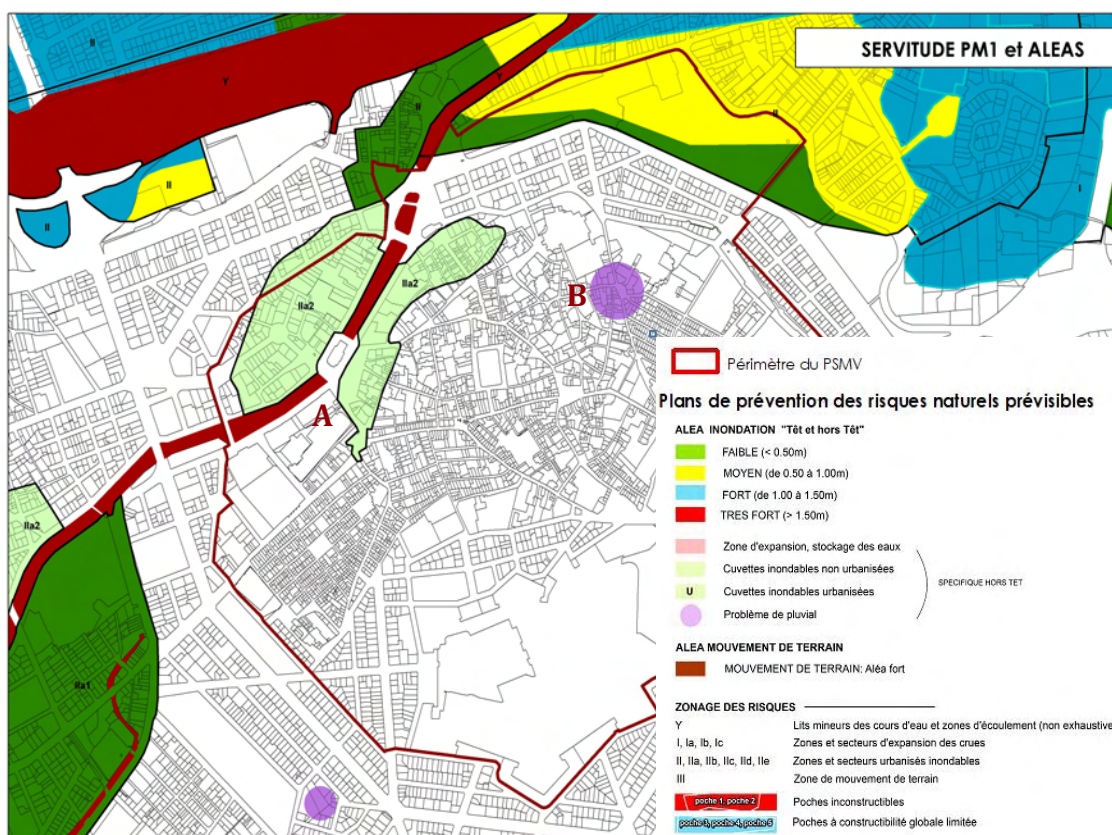 SERVITUDE PM1 et ALEAS
II
Y
II
Y
II
II
II
I
II
IIa2
IIa2
B
A
IIa2
IIa1
Périmètre du PSMV
Plans de prévention des risques naturels prévisibles
ALEA INONDATION "Têt et hors Têt"
FAIBLE (< 0.50m)
MOYEN (de 0.50 à 1.00m)
FORT (de 1.00 à 1.50m)
TRES FORT (> 1.50m)
Zone d'expansion, stockage des eaux
Cuvettes inondables non urbanisées
SPECIFIQUE HORS TET
U Cuvettes inondables urbanisées
Problème de pluvial
ALEA MOUVEMENT DE TERRAIN
MOUVEMENT DE TERRAIN: Aléa fort
ZONAGE DES RISQUES
Y Lits mineurs des cours d'eau et zones d'écoulement (non exhaustive
I, Ia, Ib, Ic Zones et secteurs d'expansion des crues
II, IIa, IIb, IIc, IId, IIe Zones et secteurs urbanisés inondables
III Zone de mouvement de terrain
poche 1, poche 2 Poches inconstructibles
poche 3, poche 4, poche 5 Poches à constructibilité globale limitée